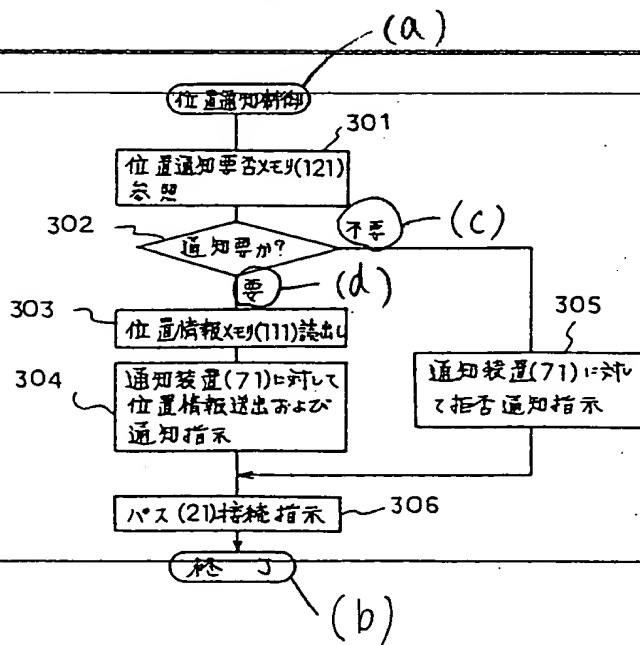 (a)
位置通知制御
301
位置通知要否メモリ(121)
参照
302
通知要か?
不要
(c)
要
(d)
303
位置情報メモリ(111)読出し
305
304
通知装置(71)に対して
位置情報送出および
通知指示
通知装置(71)に対し
て拒否通知指示
パス(21)接続指示
306
終了
(b)